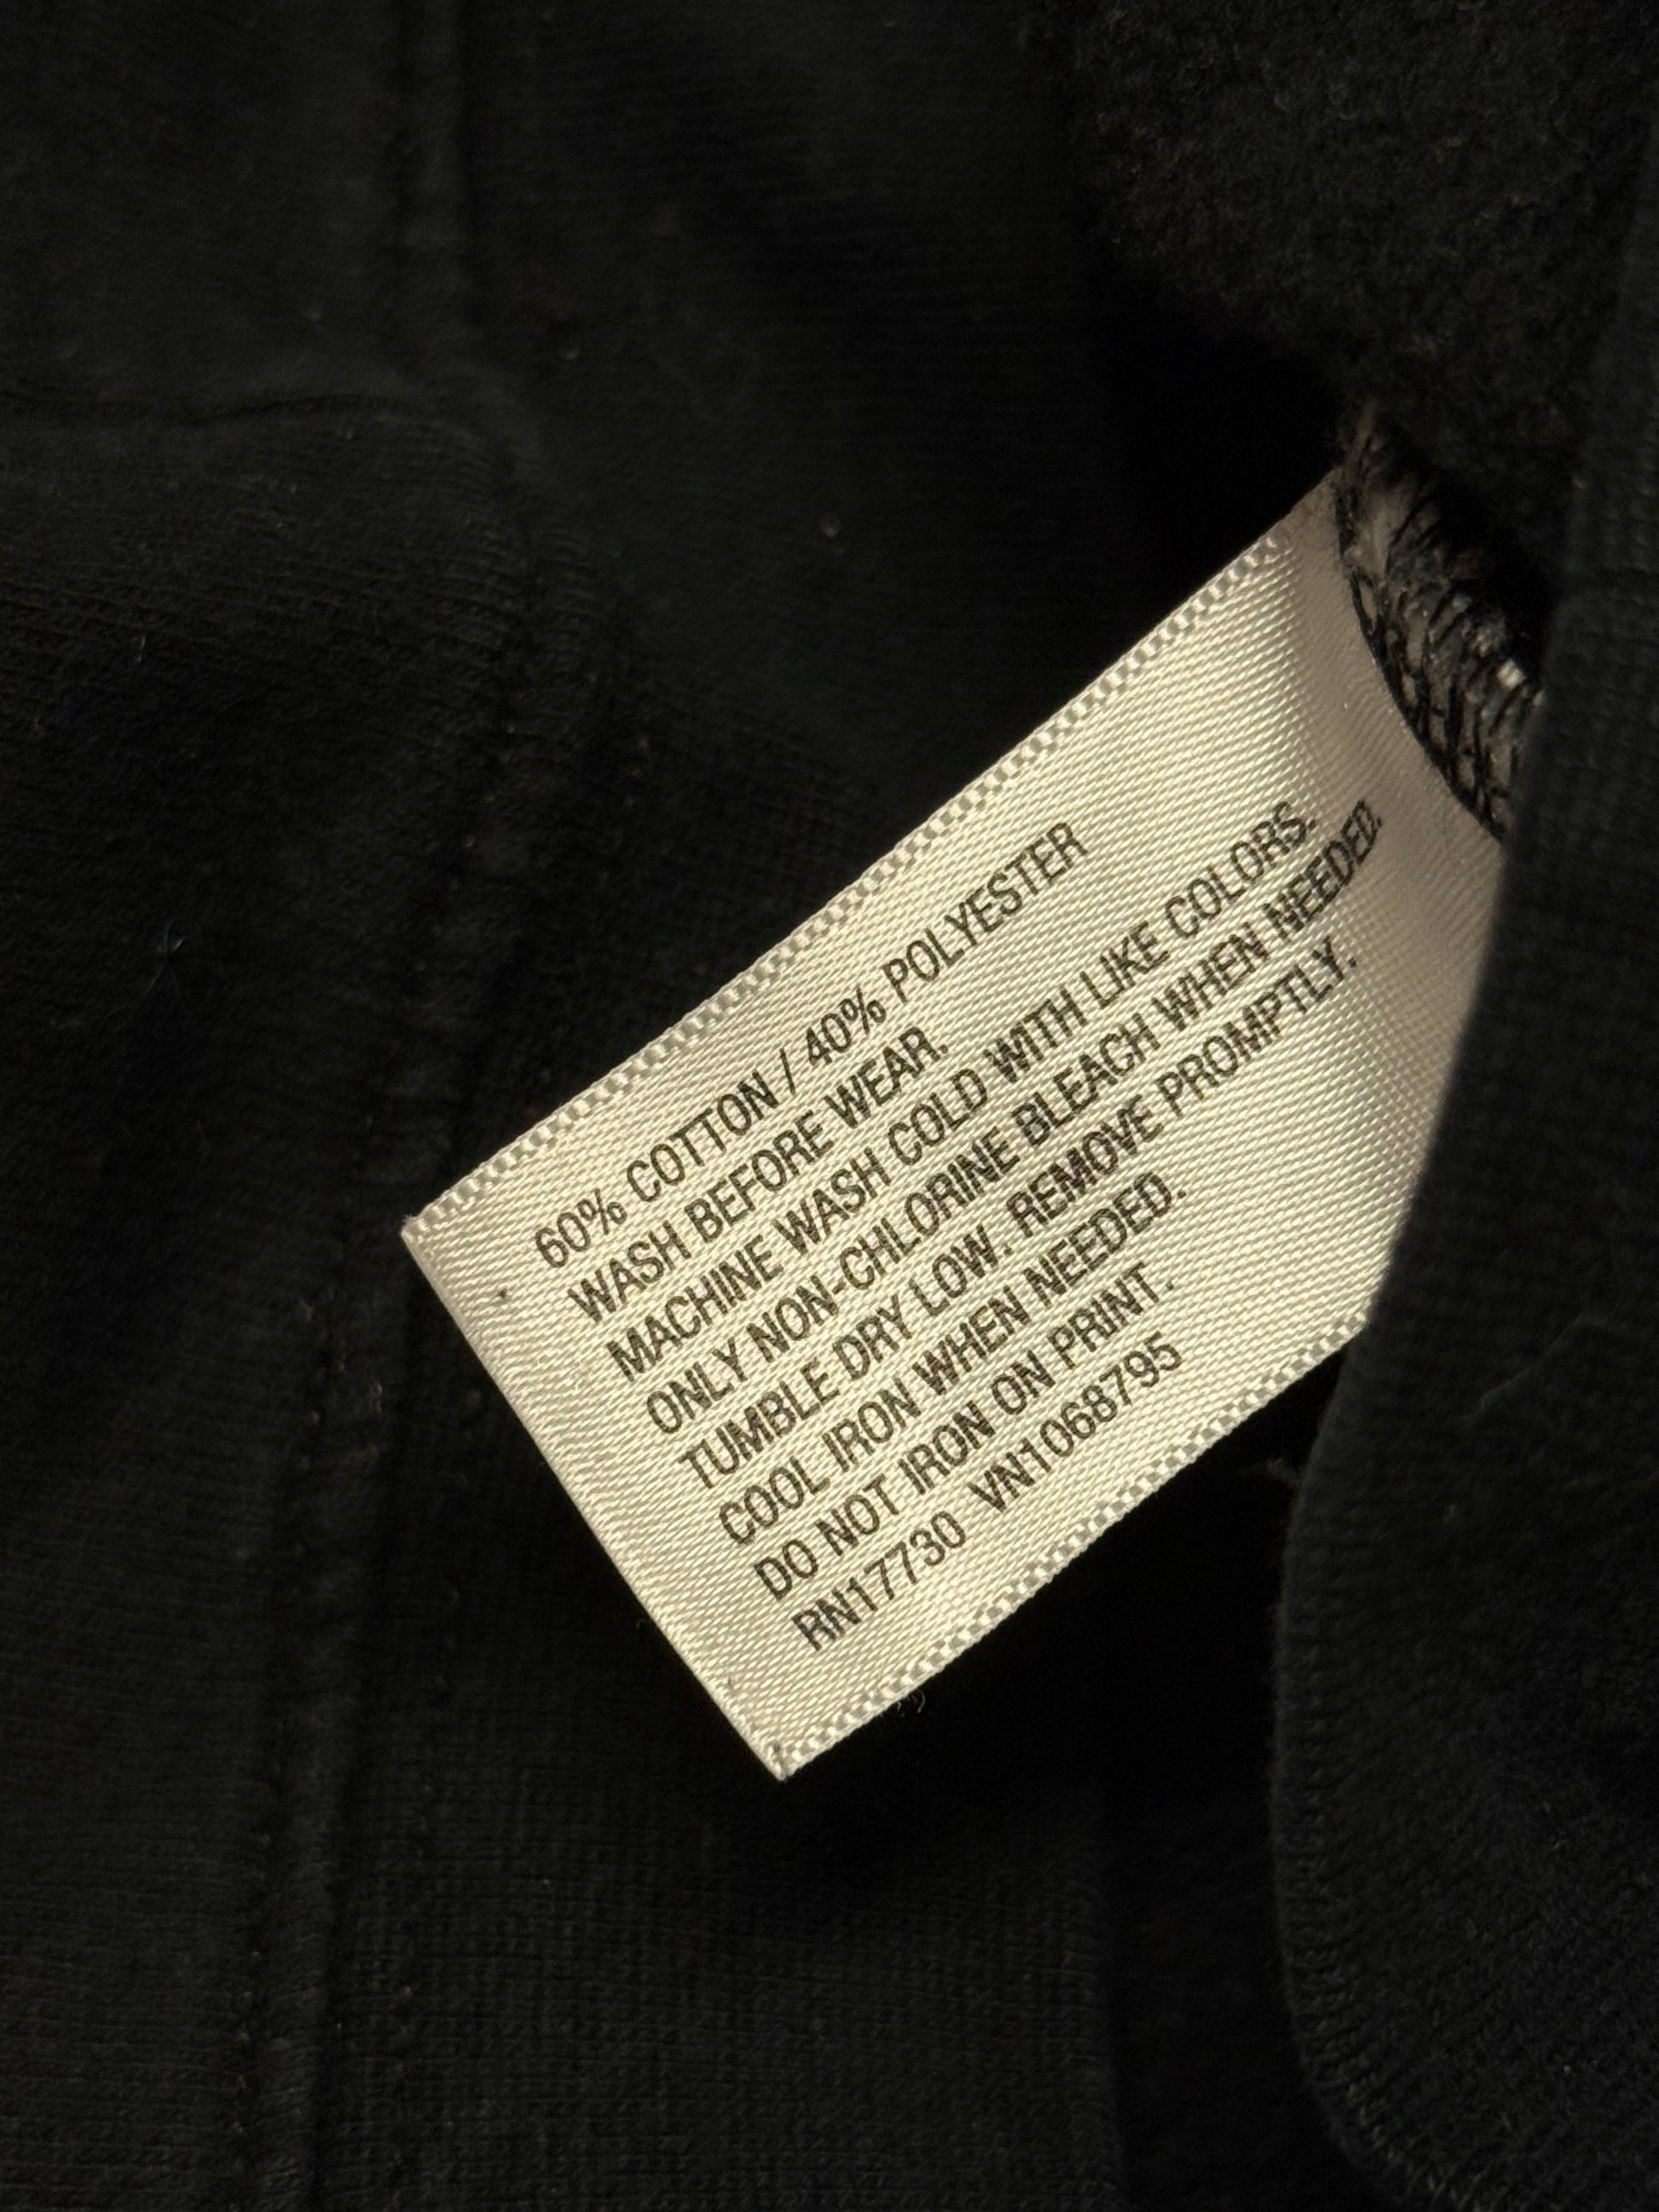 60% COTTON / 40% POLYESTER
WASH BEFORE WEAR.
MACHINE WASH COLD WITH LIKE COLORS.
ONLY NON-CHLORINE BLEACH WHEN NEEDED.
TUMBLE DRY LOW. REMOVE PROMPTLY.
COOL IRON WHEN NEEDED.
DO NOT IRON ON PRINT.
RN17730 VN1068795